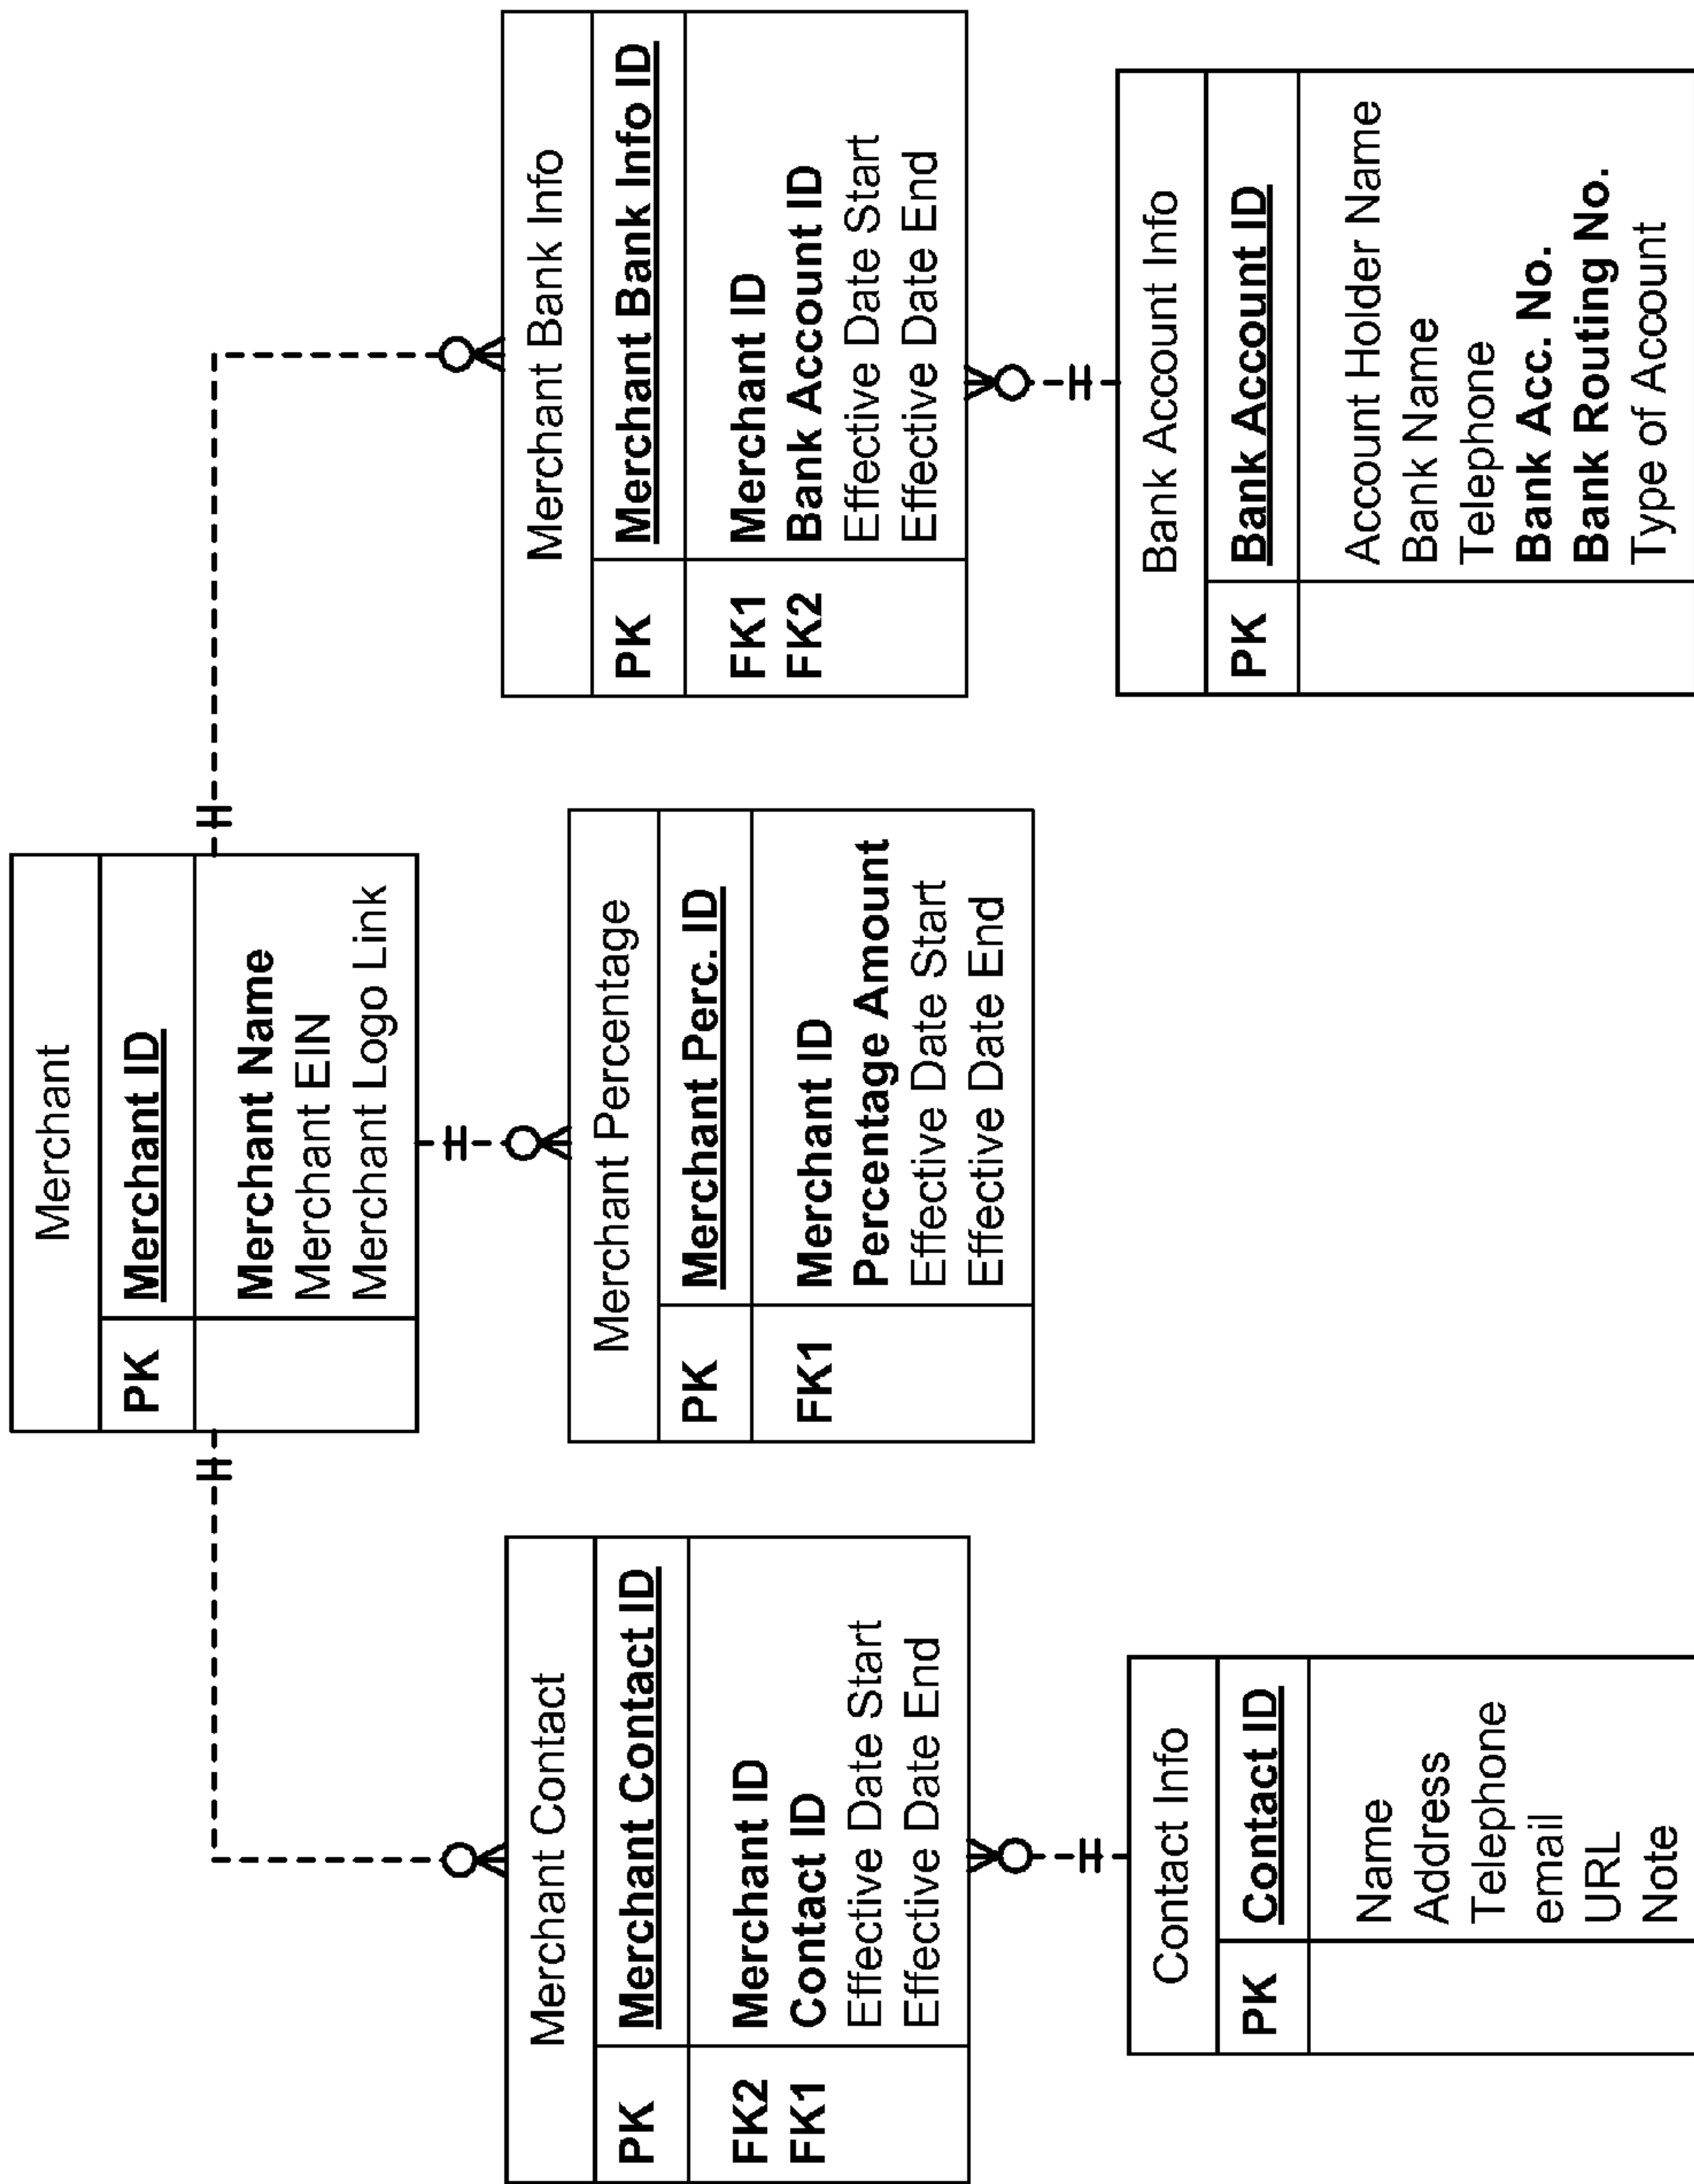 Merchant
PK Merchant ID
Merchant Name
Merchant EIN
Merchant Logo Link
Merchant Contact
PK Merchant Contact ID
FK2 Merchant ID
FK1 Contact ID
Effective Date Start
Effective Date End
Merchant Percentage
PK Merchant Perc. ID
FK1 Merchant ID
Percentage Amount
Effective Date Start
Effective Date End
Merchant Bank Info
PK Merchant Bank Info ID
FK1 Merchant ID
FK2 Bank Account ID
Effective Date Start
Effective Date End
Contact Info
PK Contact ID
Name
Address
Telephone
email
URL
Note
Bank Account Info
PK Bank Account ID
Account Holder Name
Bank Name
Telephone
Bank Acc. No.
Bank Routing No.
Type of Account